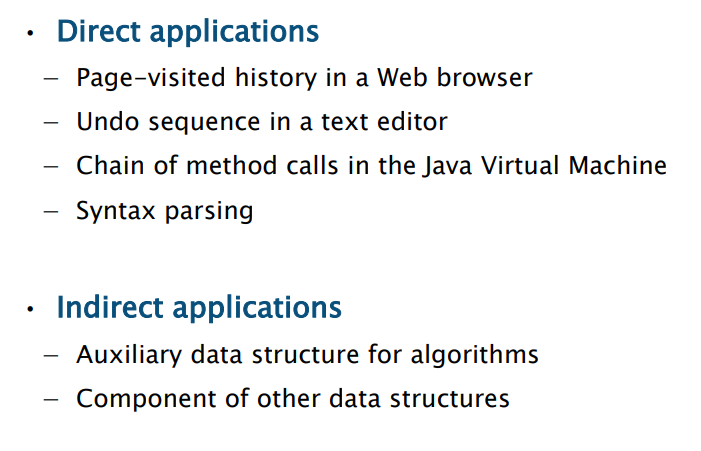 • Direct applications
– Page-visited history in a Web browser
– Undo sequence in a text editor
– Chain of method calls in the Java Virtual Machine
– Syntax parsing
• Indirect applications
– Auxiliary data structure for algorithms
– Component of other data structures